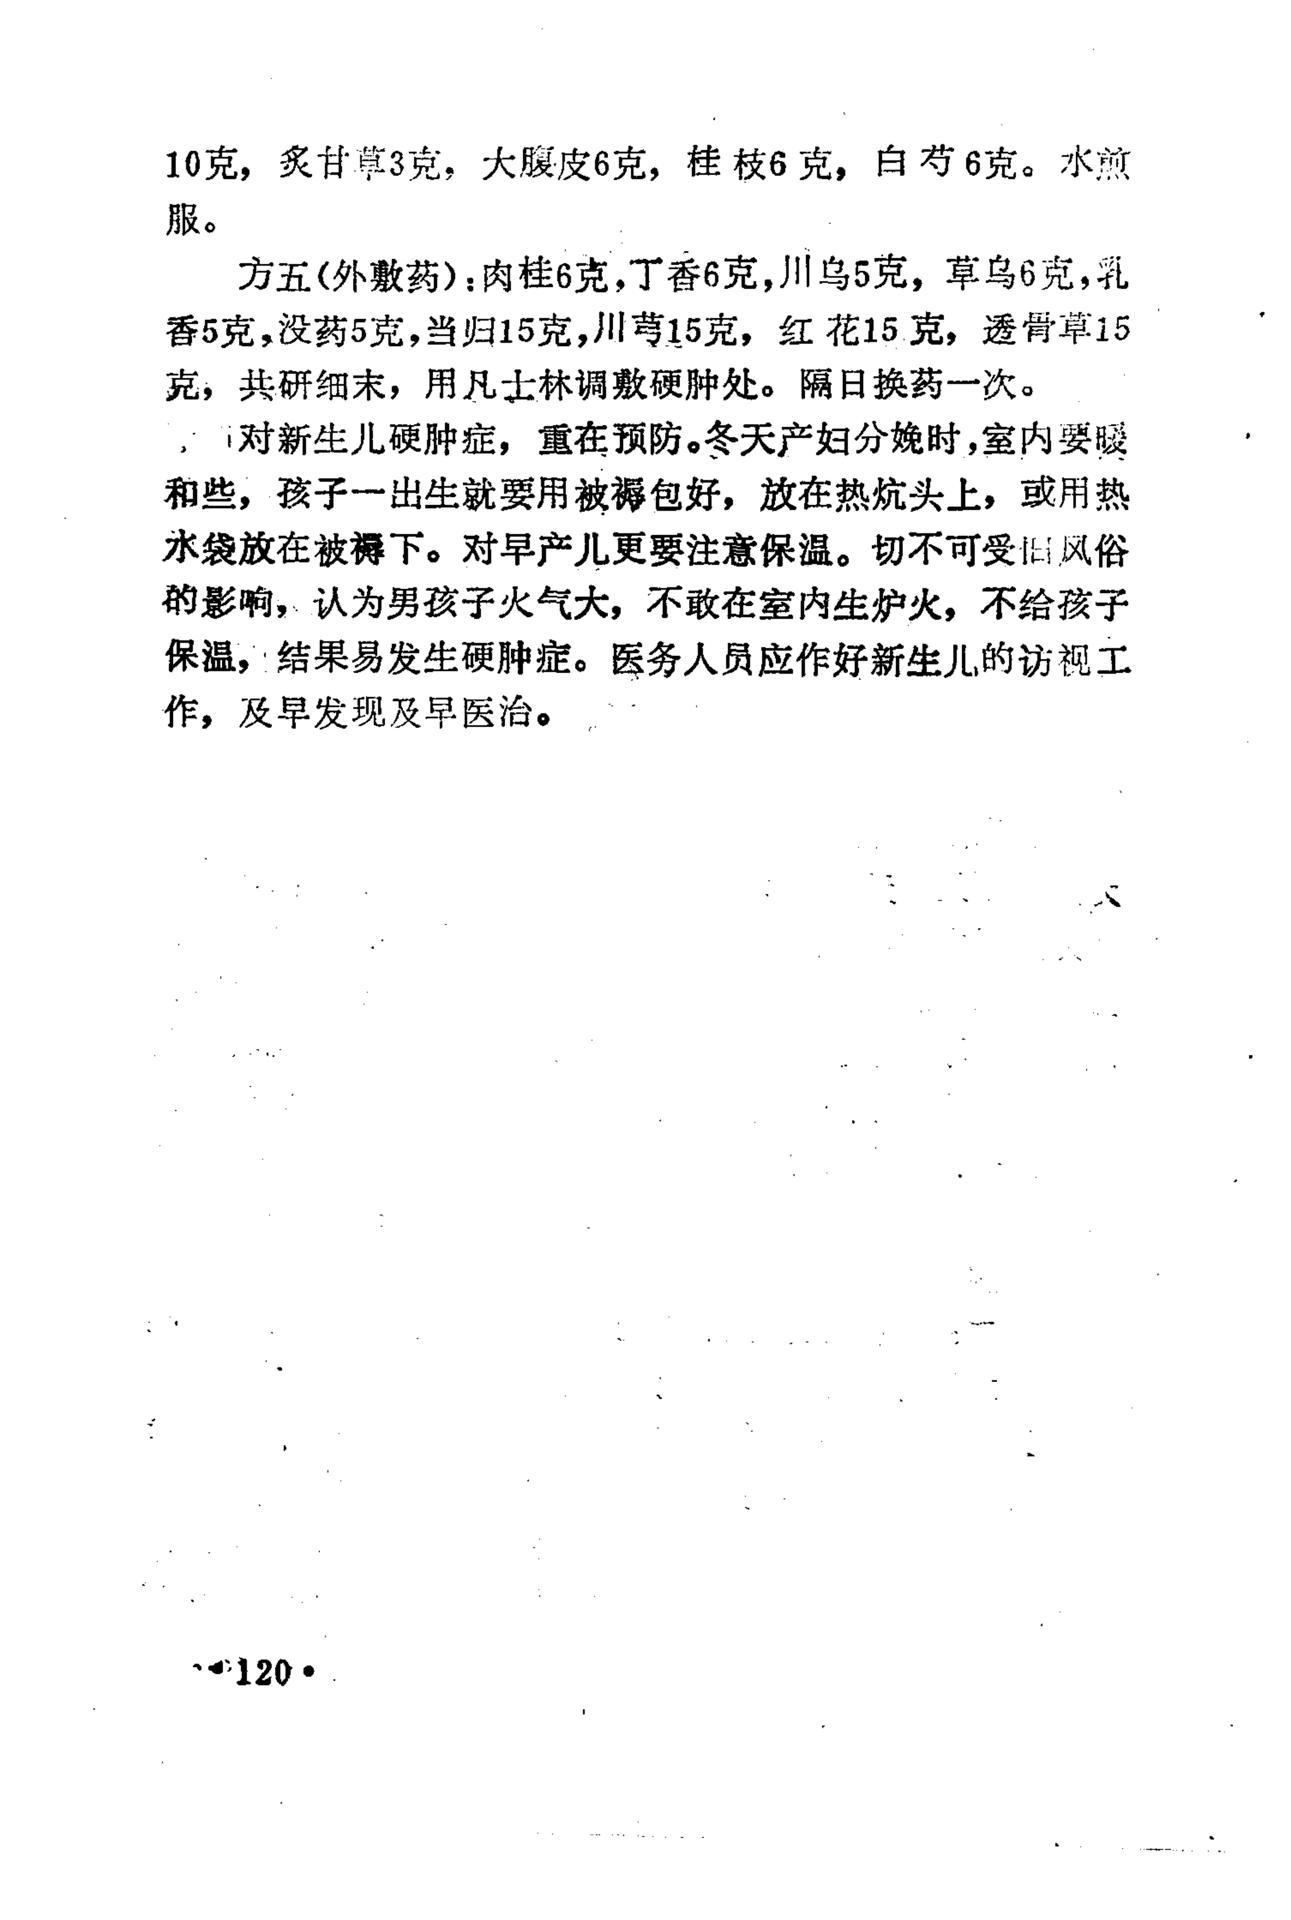 10克，炙甘草3克，大腹皮6克，桂枝6克，白芍6克。水煎
服。
方五（外敷药）：肉桂6克，丁香6克，川乌5克，草乌6克，乳
香5克，没药5克，当归15克，川芎15克，红花15克，透骨草15
克，共研细末，用凡士林调敷硬肿处。隔日换药一次。
对新生儿硬肿症，重在预防。冬天产妇分娩时，室内要暖
和些，孩子一出生就要用被褥包好，放在热炕头上，或用热
水袋放在被褥下。对早产儿更要注意保温。切不可受旧风俗
的影响，认为男孩子火气大，不敢在室内生炉火，不给孩子
保温，结果易发生硬肿症。医务人员应作好新生儿的访视工
作，及早发现及早医治。
120·